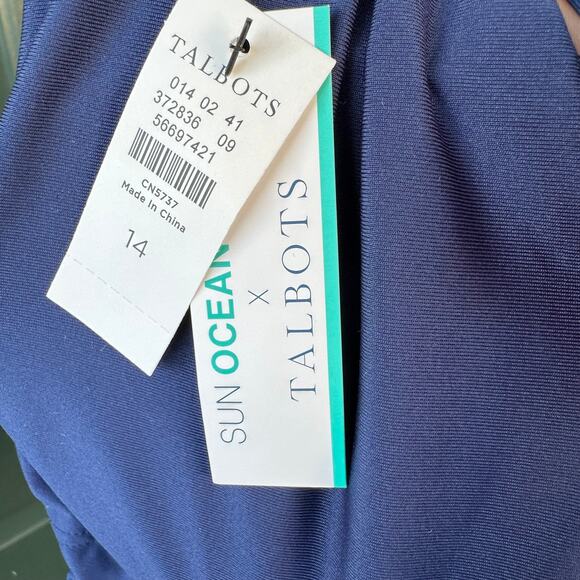 TALBOTS
014 02 41
372836 09
56697421
CN5737
Made In China
14
SUN OCEAN
X
TALBOTS